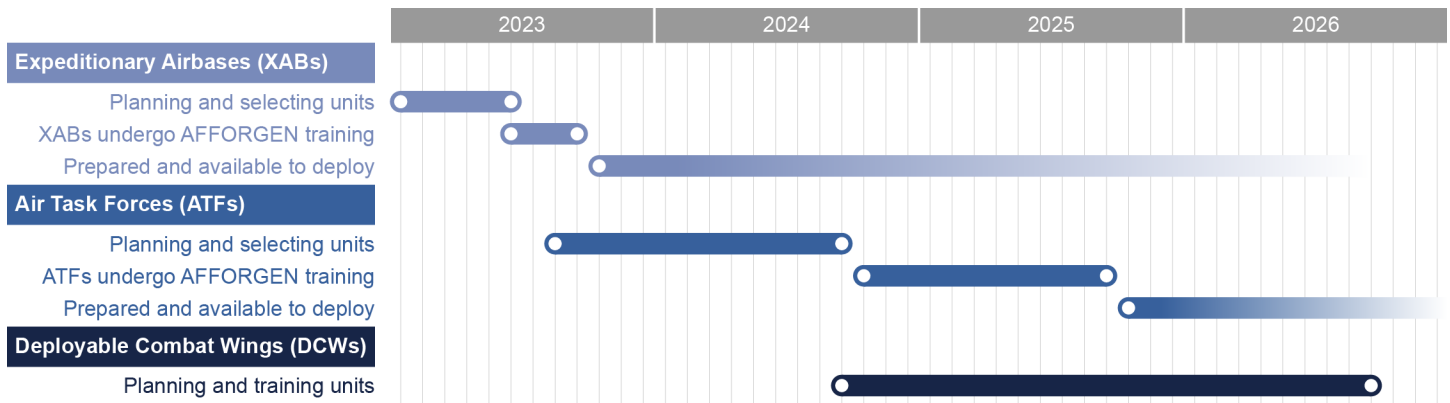 2023 2024 2025 2026
Expeditionary Airbases (XABs)
Planning and selecting units
XABs undergo AFFORGEN training
Prepared and available to deploy
Air Task Forces (ATFs)
Planning and selecting units
ATFs undergo AFFORGEN training
Prepared and available to deploy
Deployable Combat Wings (DCWs)
Planning and training units